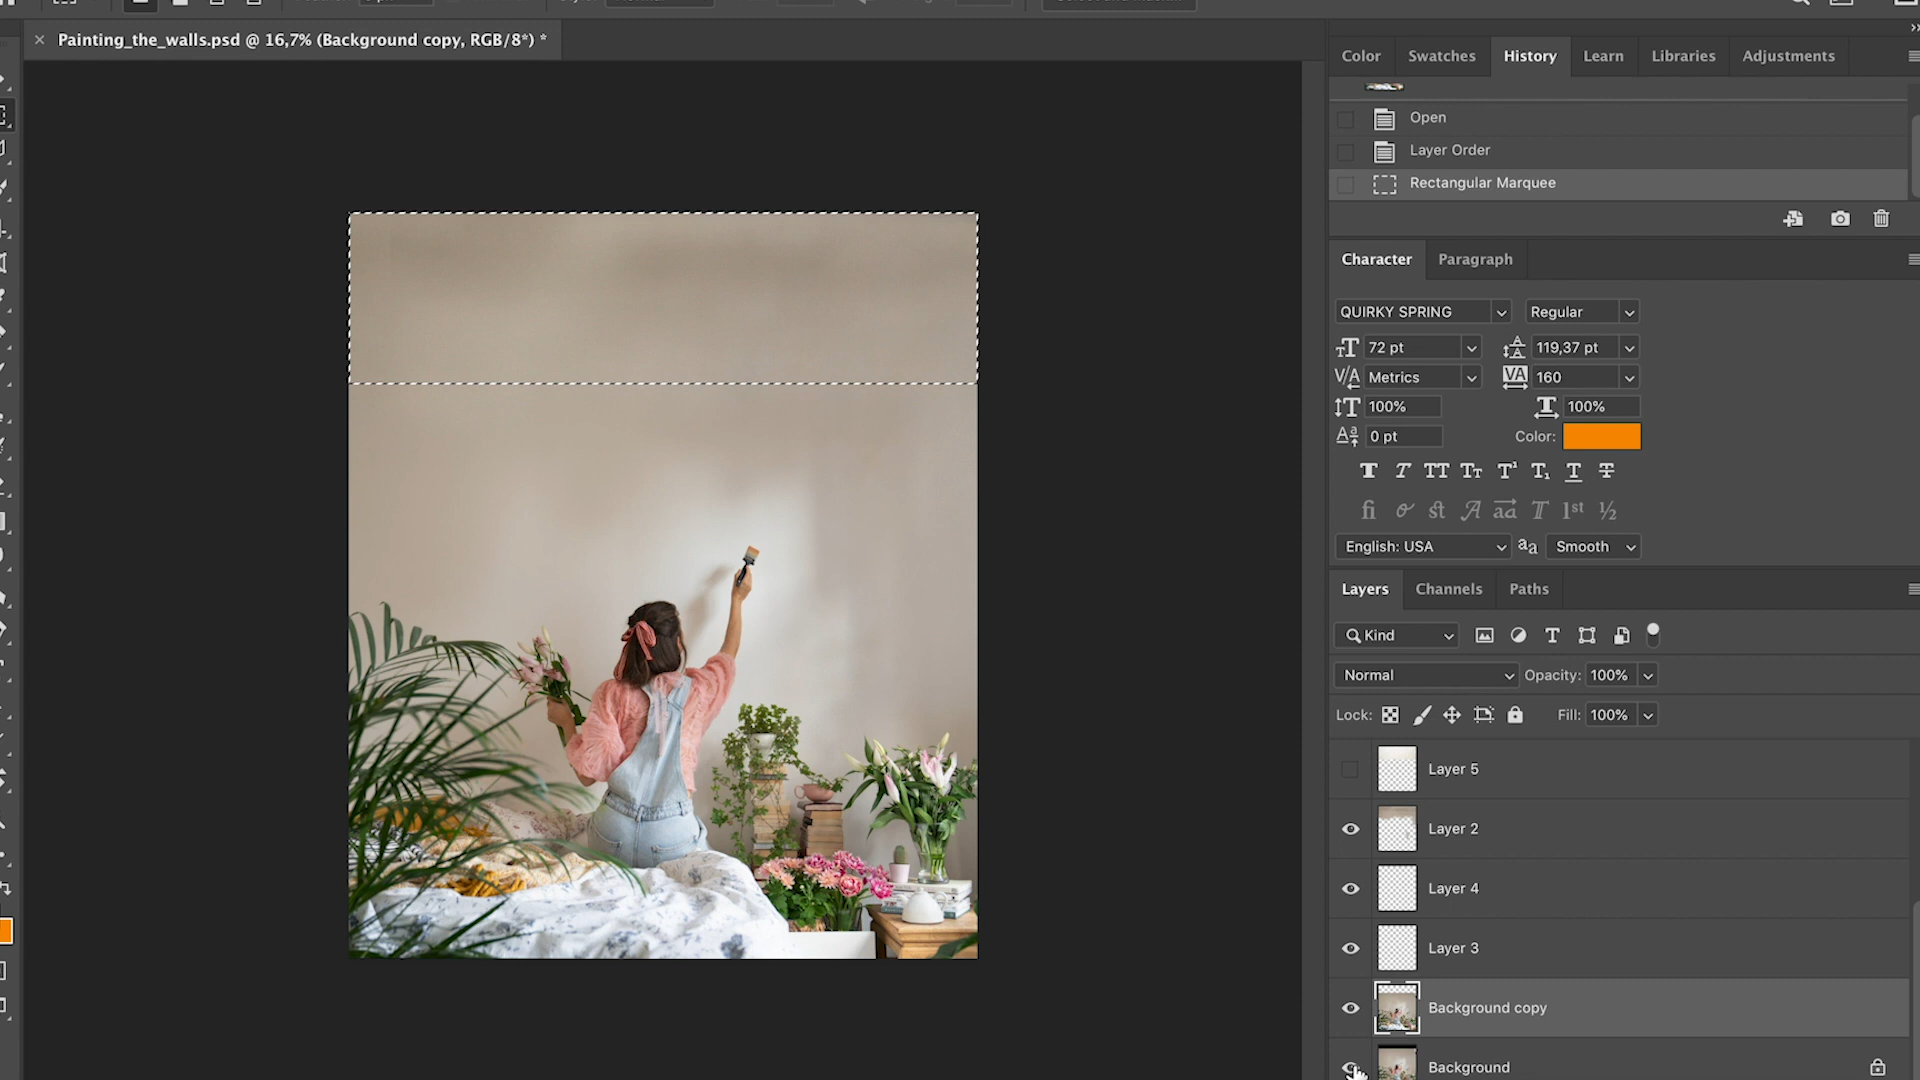 Painting_the_walls.psd @ 16,7% (Background copy, RGB/8*) *
Color Swatches History Learn Libraries Adjustments
Open
Layer Order
Rectangular Marquee
Character Paragraph
QUIRKY SPRING Regular
72 pt 119,37 pt
Metrics 160
100% 100%
0 pt Color:
English: USA Smooth
Layers Channels Paths
Kind
Normal Opacity: 100%
Lock: Fill: 100%
Layer 5
Layer 2
Layer 4
Layer 3
Background copy
Background